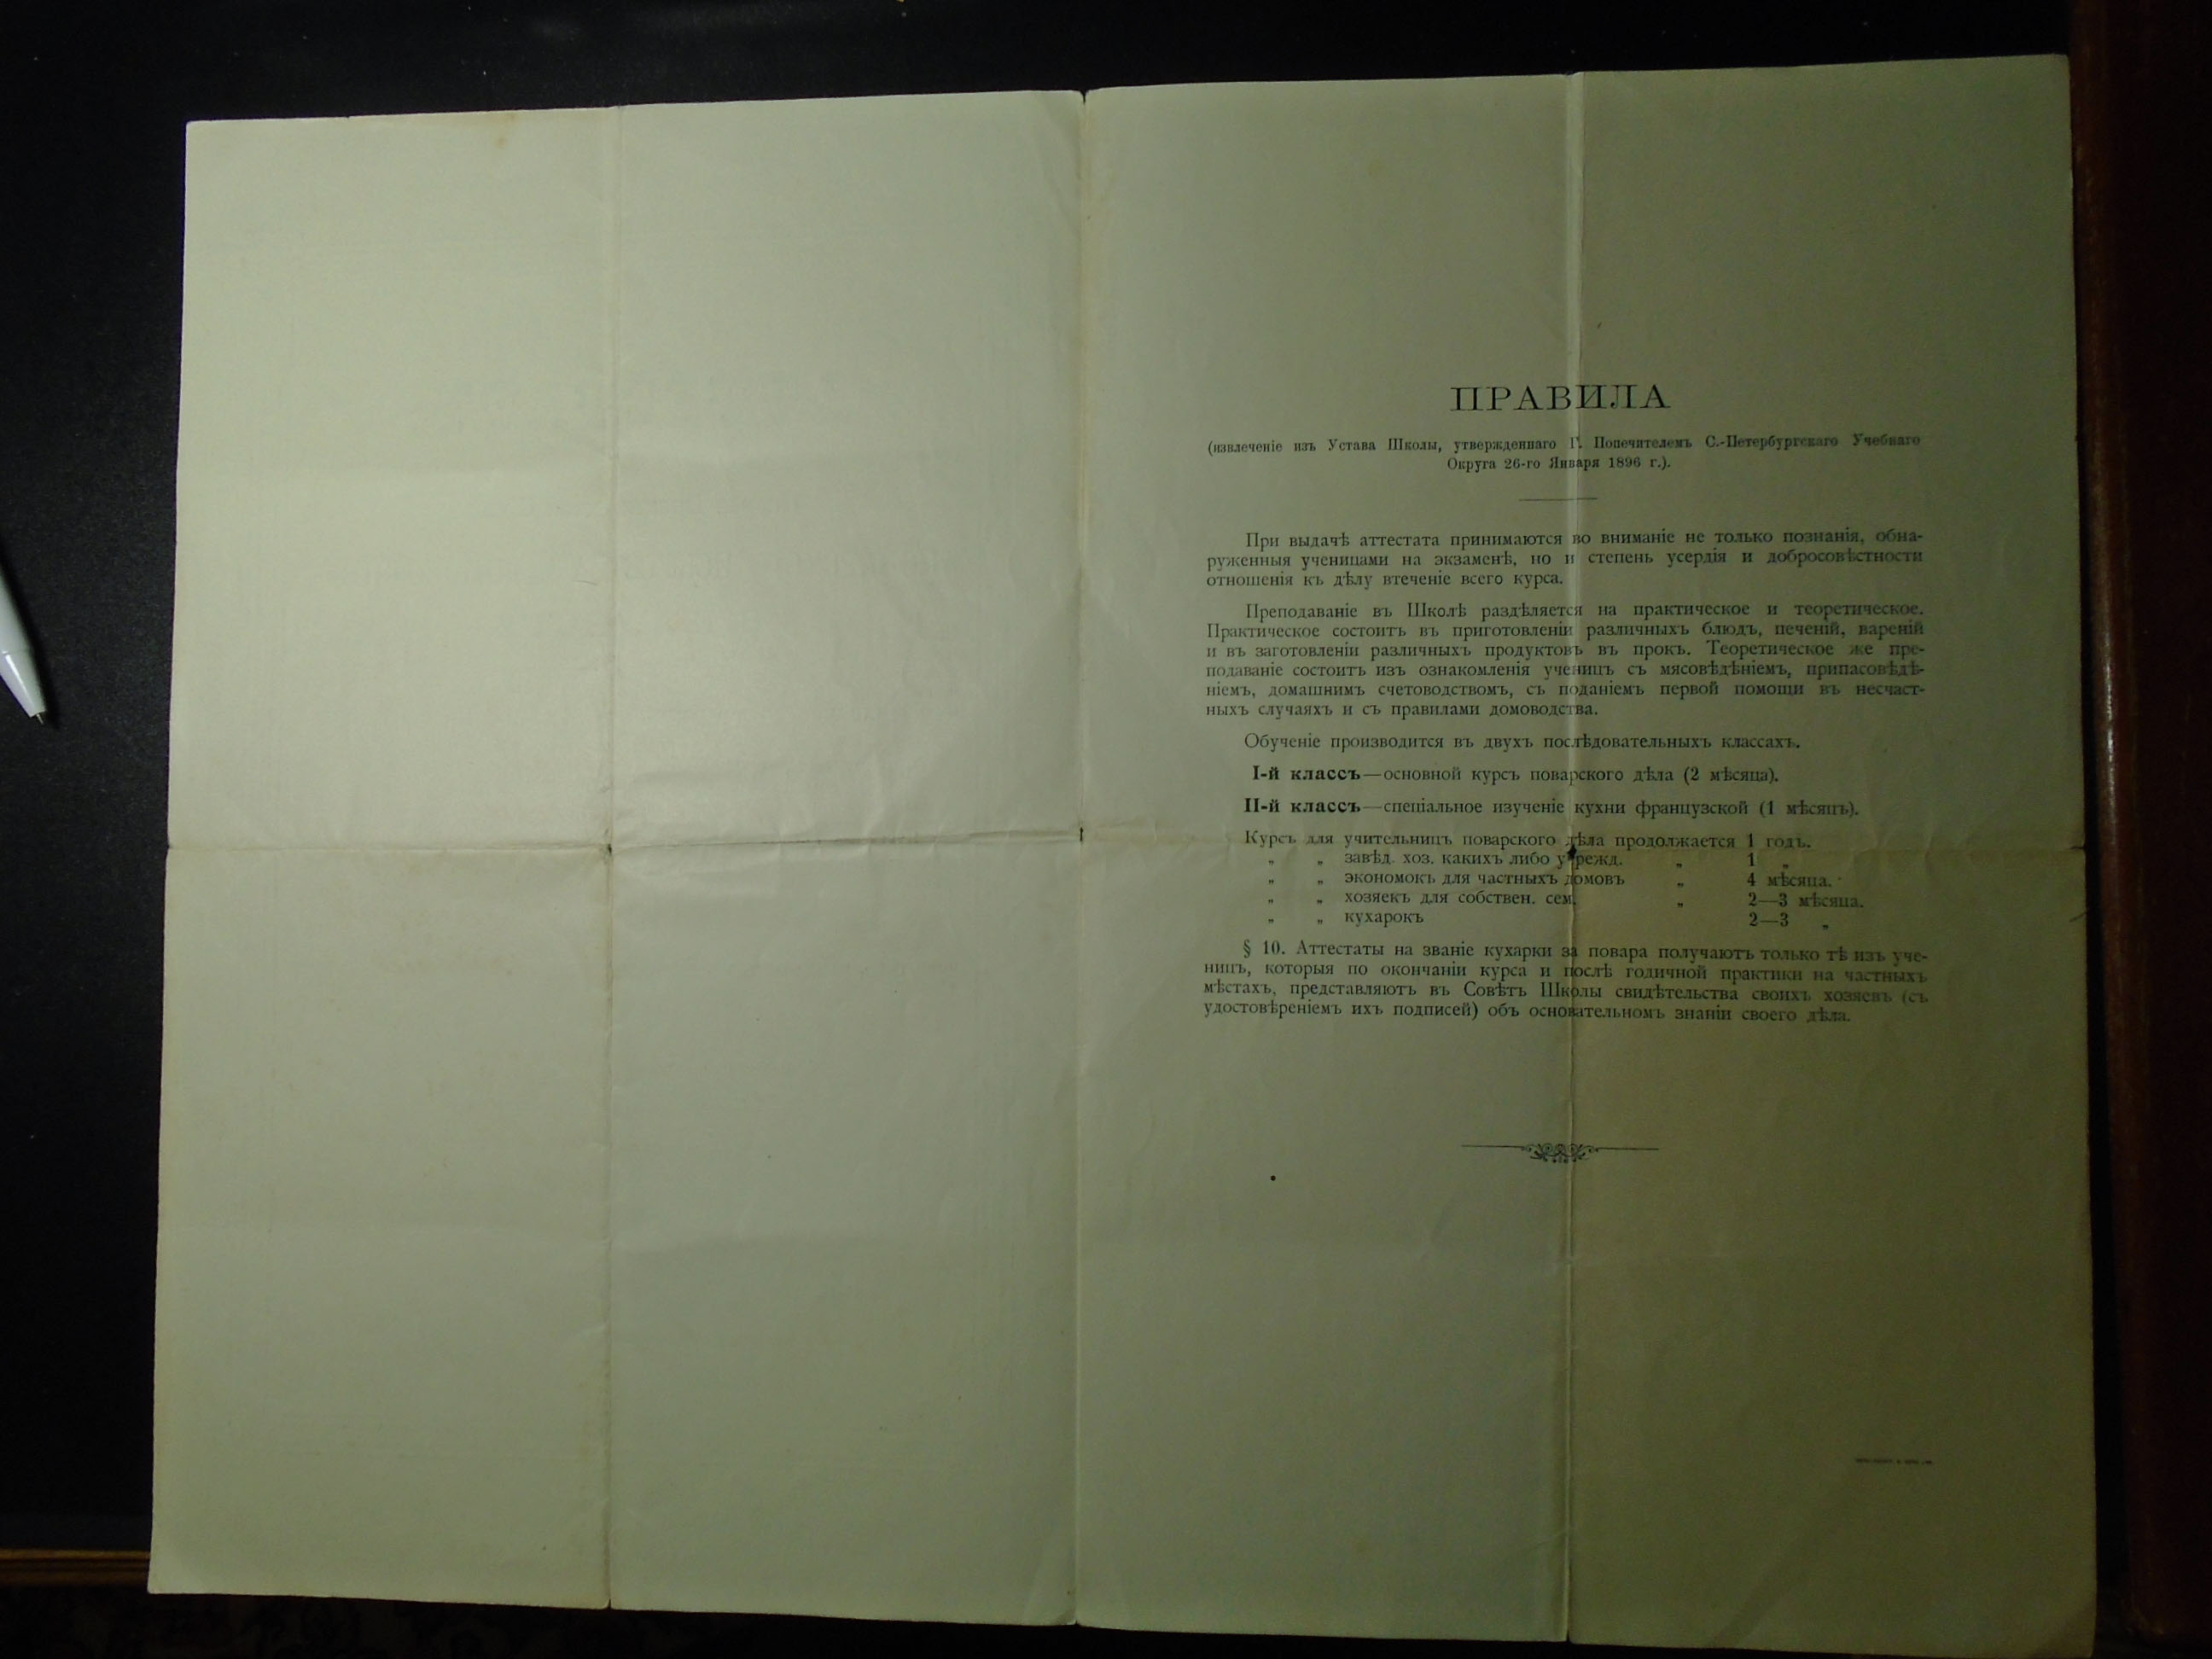 ПРАВИЛА
(извлеченіе изъ Устава Школы, утвержденнаго Г. Попечителемъ С.-Петербургскаго Учебнаго
Округа 26-го Января 1896 г.).
При выдачѣ аттестата принимаются во вниманіе не только познанія, обна-
руженныя ученицами на экзаменѣ, но и степень усердія и добросовѣстности
отношенія къ дѣлу втеченіе всего курса.
Преподаваніе въ Школѣ раздѣляется на практическое и теоретическое.
Практическое состоитъ въ приготовленіи различныхъ блюдъ, печеній, вареній
и въ заготовленіи различныхъ продуктовъ въ прокъ. Теоретическое же пре-
подаваніе состоитъ изъ ознакомленія ученицъ съ мясовѣдѣніемъ, припасовѣдѣ-
ніемъ, домашнимъ счетоводствомъ, съ поданіемъ первой помощи въ несчаст-
ныхъ случаяхъ и съ правилами домоводства.
Обученіе производится въ двухъ послѣдовательныхъ классахъ.
I-й классъ—основной курсъ поварского дѣла (2 мѣсяца).
II-й классъ—спеціальное изученіе кухни французской (1 мѣсяцъ).
Курсъ для учительницъ поварского дѣла продолжается 1 годъ.
„ „ завѣд. хоз. какихъ либо учрежд. „ 1 „
„ „ экономокъ для частныхъ домовъ „ 4 мѣсяца.
„ „ хозяекъ для собствен. сем. „ 2—3 мѣсяца.
„ „ кухарокъ 2—3 „
§ 10. Аттестаты на званіе кухарки за повара получаютъ только тѣ изъ уче-
ницъ, которыя по окончаніи курса и послѣ годичной практики на частныхъ
мѣстахъ, представляютъ въ Совѣтъ Школы свидѣтельства своихъ хозяевъ (съ
удостовѣреніемъ ихъ подписей) объ основательномъ знаніи своего дѣла.